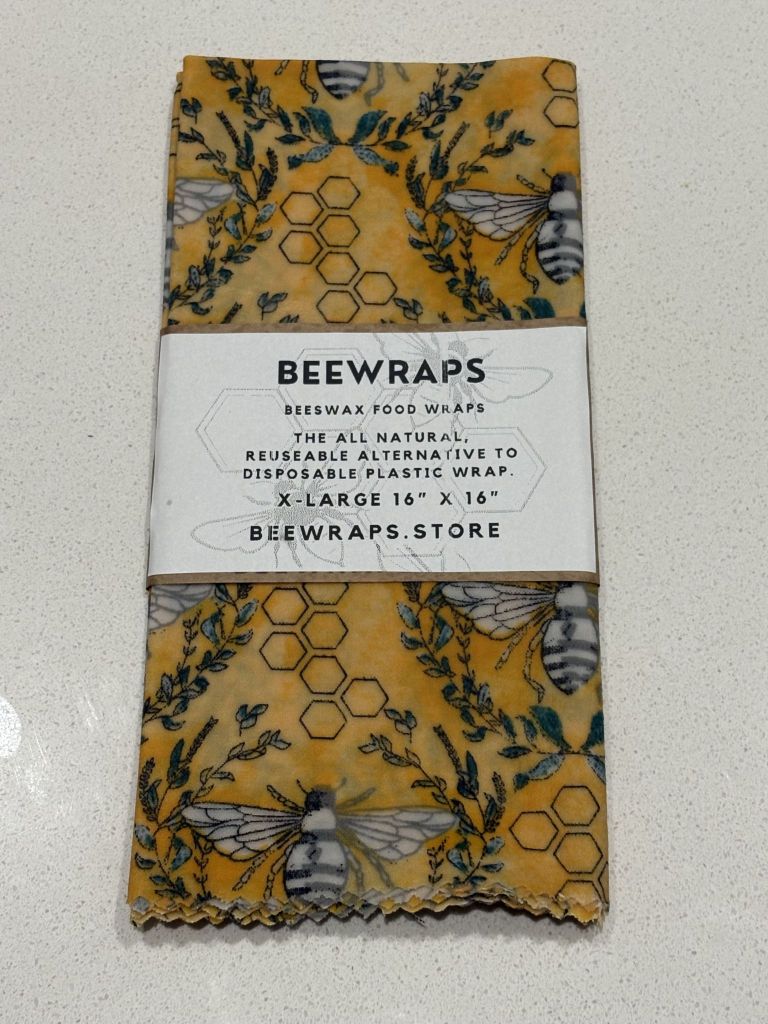 BEEWRAPS
BEESWAX FOOD WRAPS
THE ALL NATURAL,
REUSEABLE ALTERNATIVE TO
DISPOSABLE PLASTIC WRAP.
X-LARGE 16" X 16"
BEEWRAPS.STORE